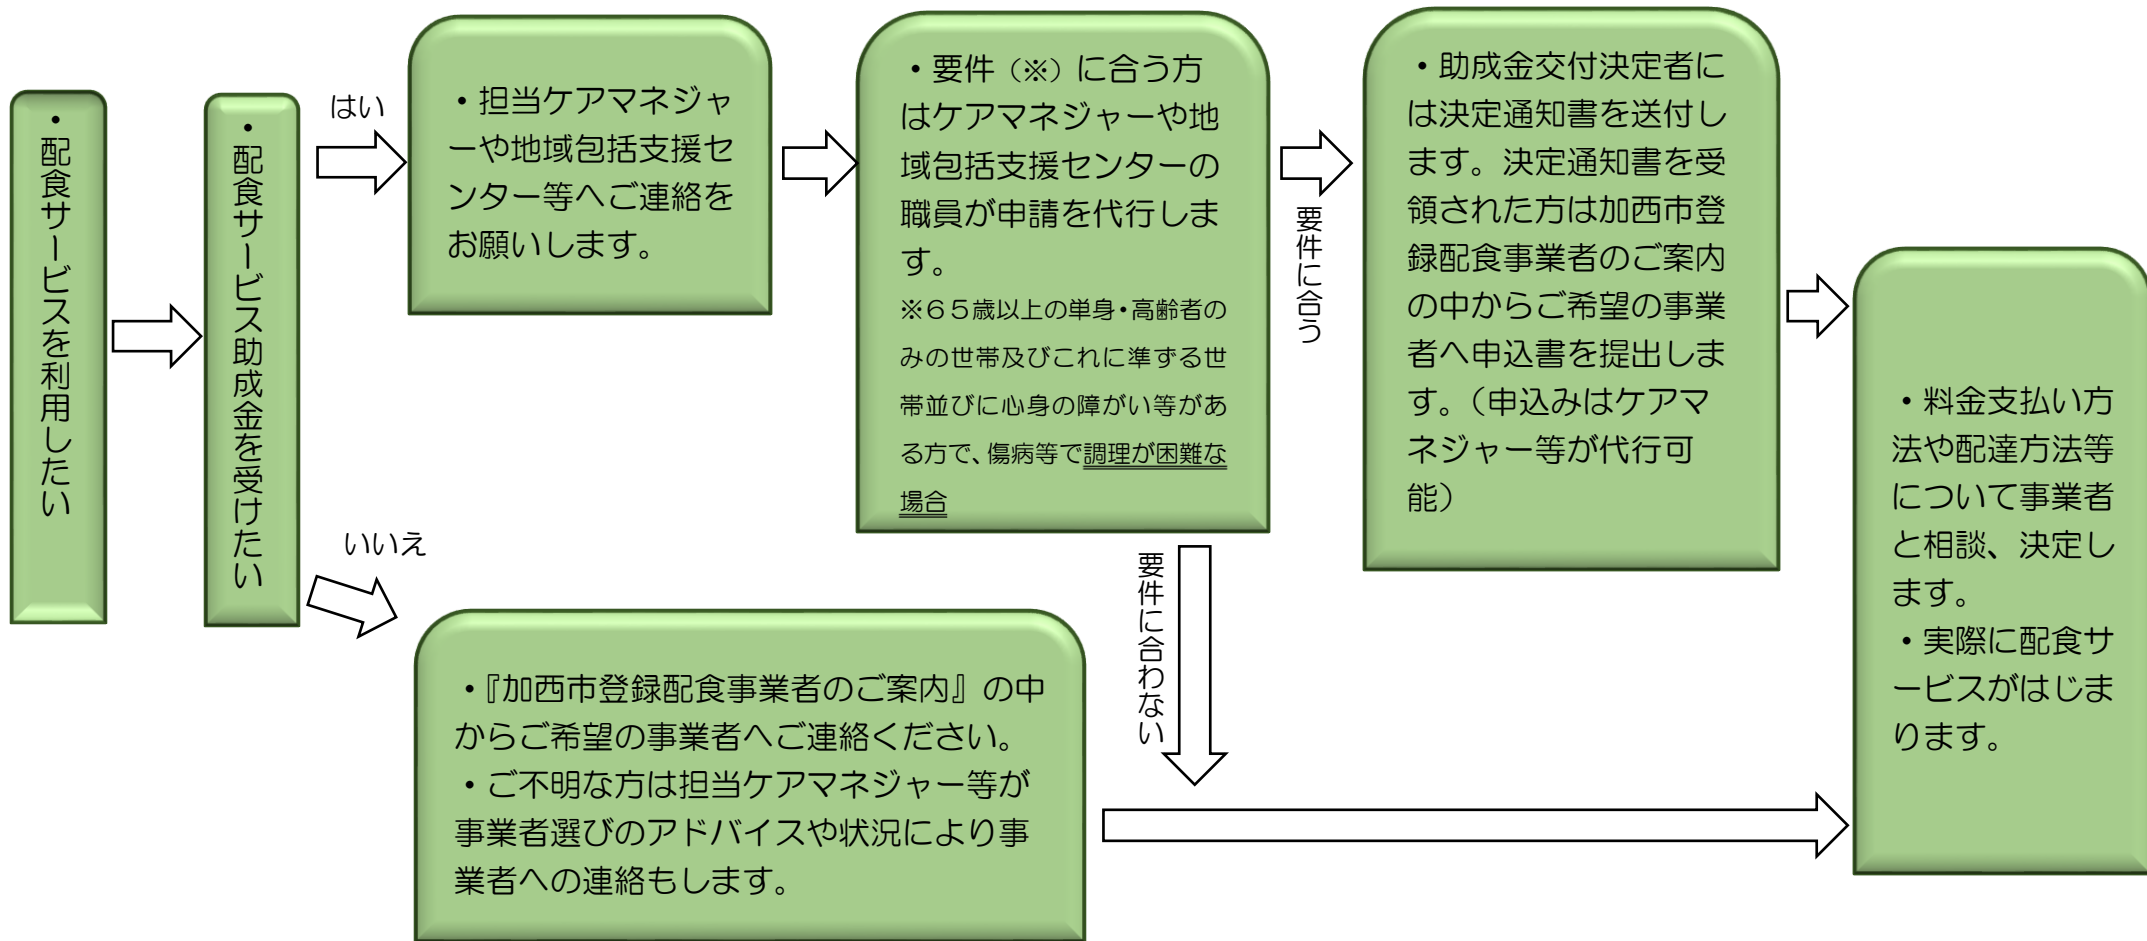 ・配食サービスを利用したい
・配食サービス助成金を受けたい
はい
・担当ケアマネジャ
ーや地域包括支援セ
ンター等へご連絡を
お願いします。
・要件（※）に合う方
はケアマネジャーや地
域包括支援センターの
職員が申請を代行しま
す。
※６５歳以上の単身・高齢者の
みの世帯及びこれに準ずる世
帯並びに心身の障がい等があ
る方で、傷病等で調理が困難な
場合
要件に合う
・助成金交付決定者に
は決定通知書を送付し
ます。決定通知書を受
領された方は加西市登
録配食事業者のご案内
の中からご希望の事業
者へ申込書を提出しま
す。（申込みはケアマ
ネジャー等が代行可
能）
いいえ
・『加西市登録配食事業者のご案内』の中
からご希望の事業者へご連絡ください。
・ご不明な方は担当ケアマネジャー等が
事業者選びのアドバイスや状況により事
業者への連絡もします。
要件に合わない
・料金支払い方
法や配達方法等
について事業者
と相談、決定し
ます。
・実際に配食サ
ービスがはじま
ります。